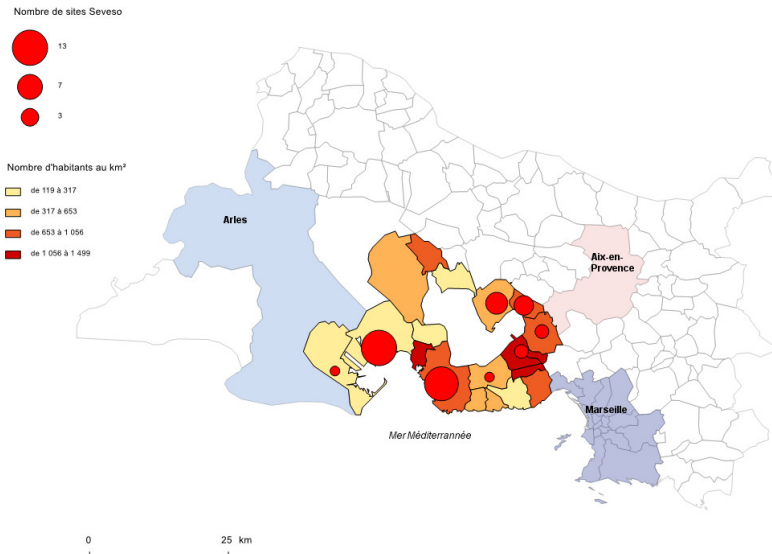 Nombre de sites Seveso
13
7
3
Nombre d'habitants au km²
de 119 à 317
de 317 à 653
de 653 à 1 056
de 1 056 à 1 499
Arles
Aix-en-
Provence
Marseille
Mer Méditerrannée
0
25 km